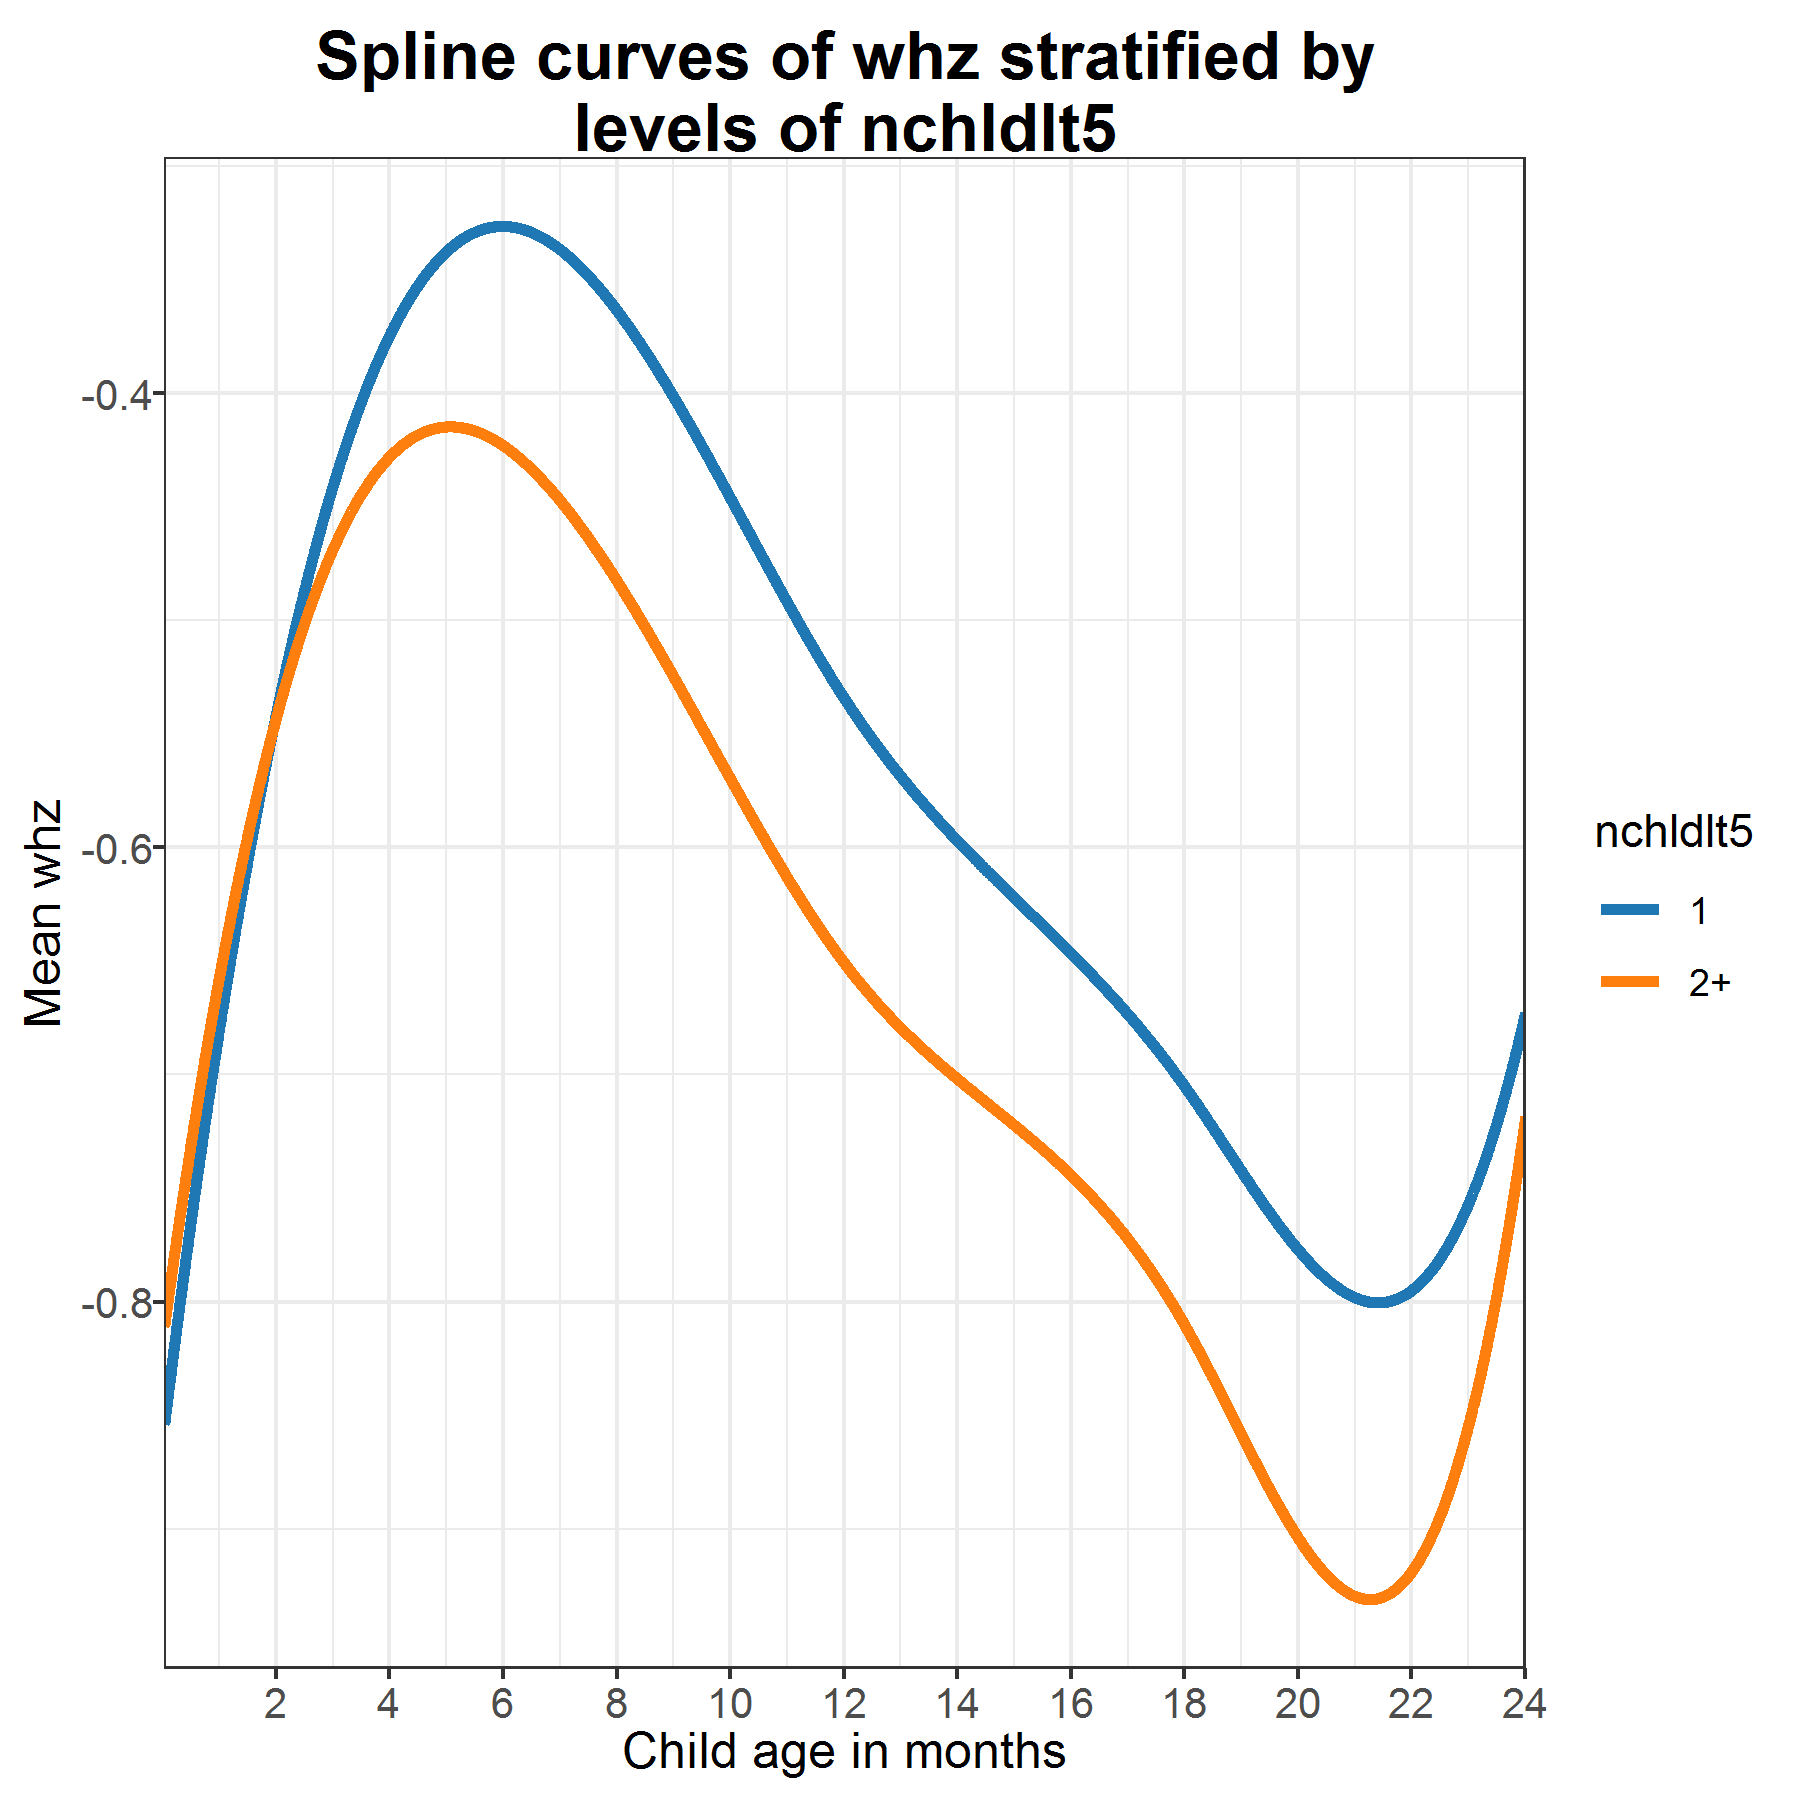 Spline curves of whz stratified by
levels of nchldlt5
Mean whz
-0.4
-0.6
-0.8
2 4 6 8 10 12 14 16 18 20 22 24
Child age in months
nchldlt5
1
2+